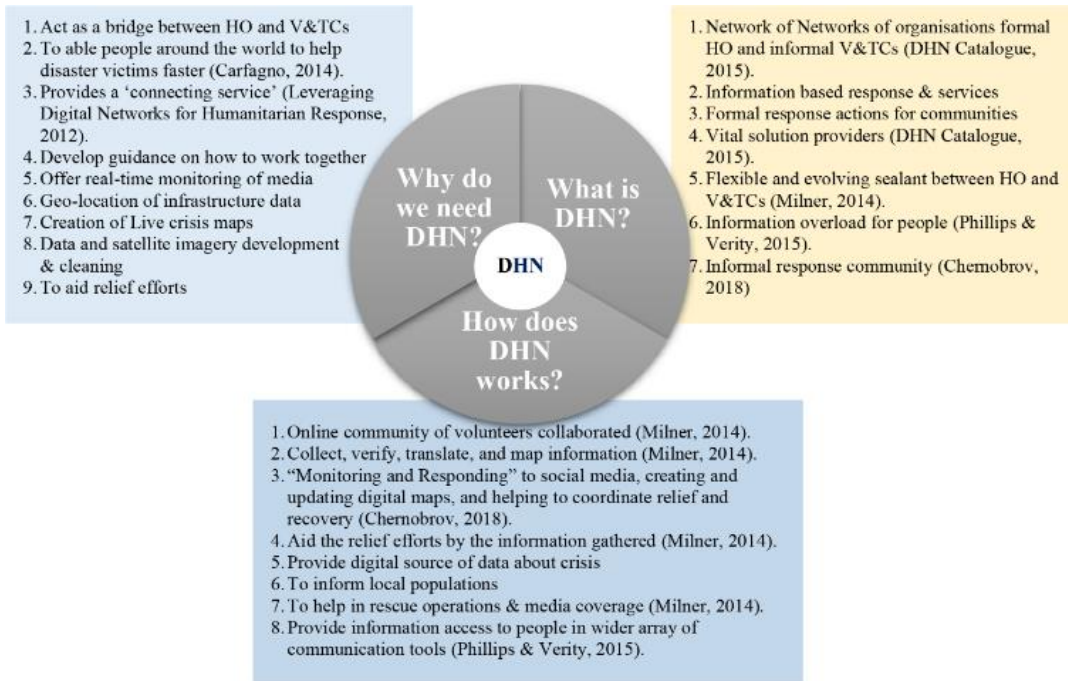 1. Act as a bridge between HO and V&TCs
2. To able people around the world to help
disaster victims faster (Carfagno, 2014).
3. Provides a ‘connecting service’ (Leveraging
Digital Networks for Humanitarian Response,
2012).
4. Develop guidance on how to work together
5. Offer real-time monitoring of media
6. Geo-location of infrastructure data
7. Creation of Live crisis maps
8. Data and satellite imagery development
& cleaning
9. To aid relief efforts
1. Network of Networks of organisations formal
HO and informal V&TCs (DHN Catalogue,
2015).
2. Information based response & services
3. Formal response actions for communities
4. Vital solution providers (DHN Catalogue,
2015).
5. Flexible and evolving sealant between HO and
V&TCs (Milner, 2014).
6. Information overload for people (Phillips &
Verity, 2015).
7. Informal response community (Chernobrov,
2018)
Why do
we need
DHN?
What is
DHN?
DHN
How does
DHN
works?
1. Online community of volunteers collaborated (Milner, 2014).
2. Collect, verify, translate, and map information (Milner, 2014).
3. “Monitoring and Responding” to social media, creating and
updating digital maps, and helping to coordinate relief and
recovery (Chernobrov, 2018).
4. Aid the relief efforts by the information gathered (Milner, 2014).
5. Provide digital source of data about crisis
6. To inform local populations
7. To help in rescue operations & media coverage (Milner, 2014).
8. Provide information access to people in wider array of
communication tools (Phillips & Verity, 2015).